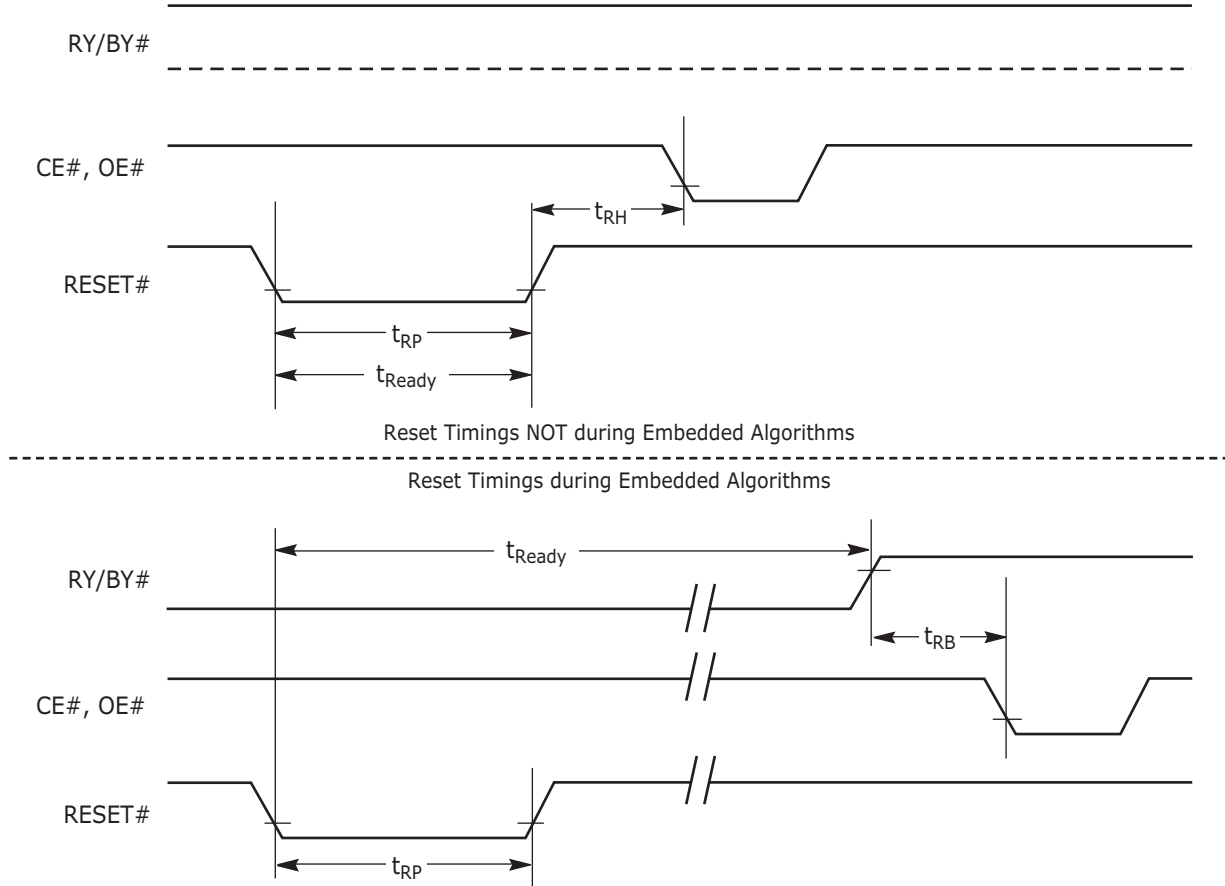 RY/BY#
CE#, OE#
tRH
RESET#
tRP
tReady
Reset Timings NOT during Embedded Algorithms
Reset Timings during Embedded Algorithms
tReady
RY/BY#
tRB
CE#, OE#
RESET#
tRP